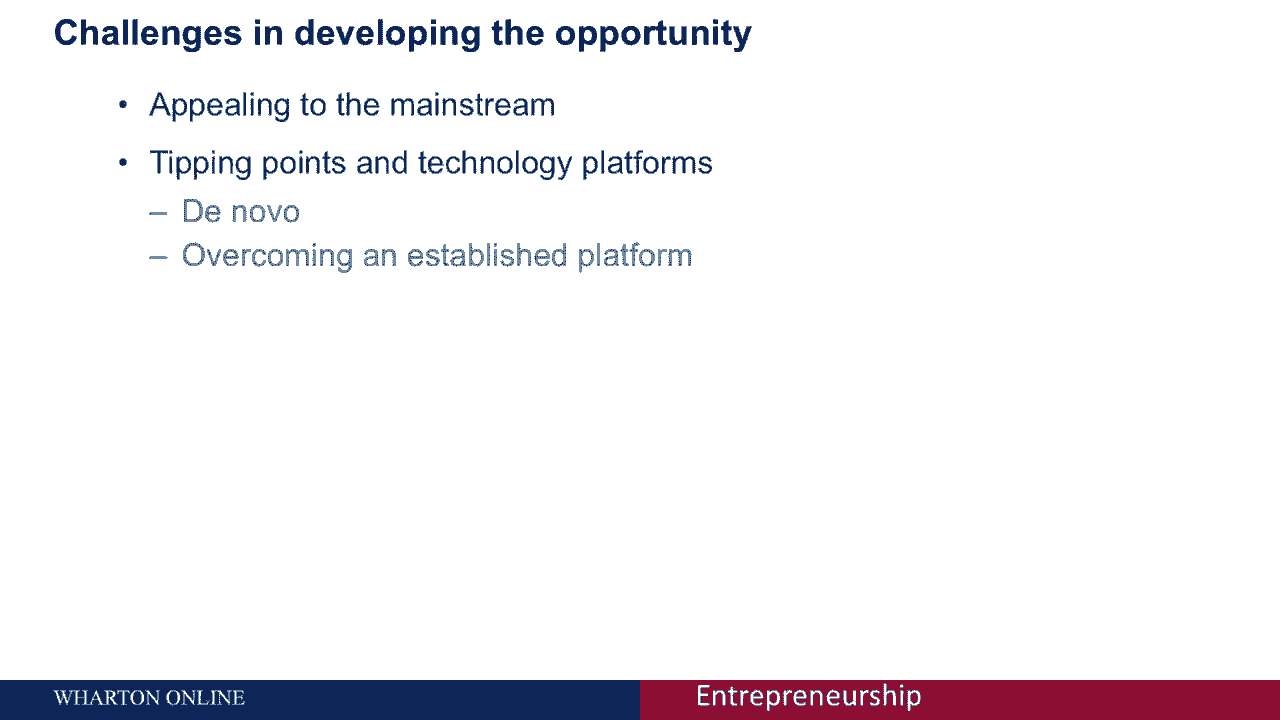 Challenges in developing the opportunity
• Appealing to the mainstream
• Tipping points and technology platforms
– De novo
– Overcoming an established platform
WHARTON ONLINE
Entrepreneurship